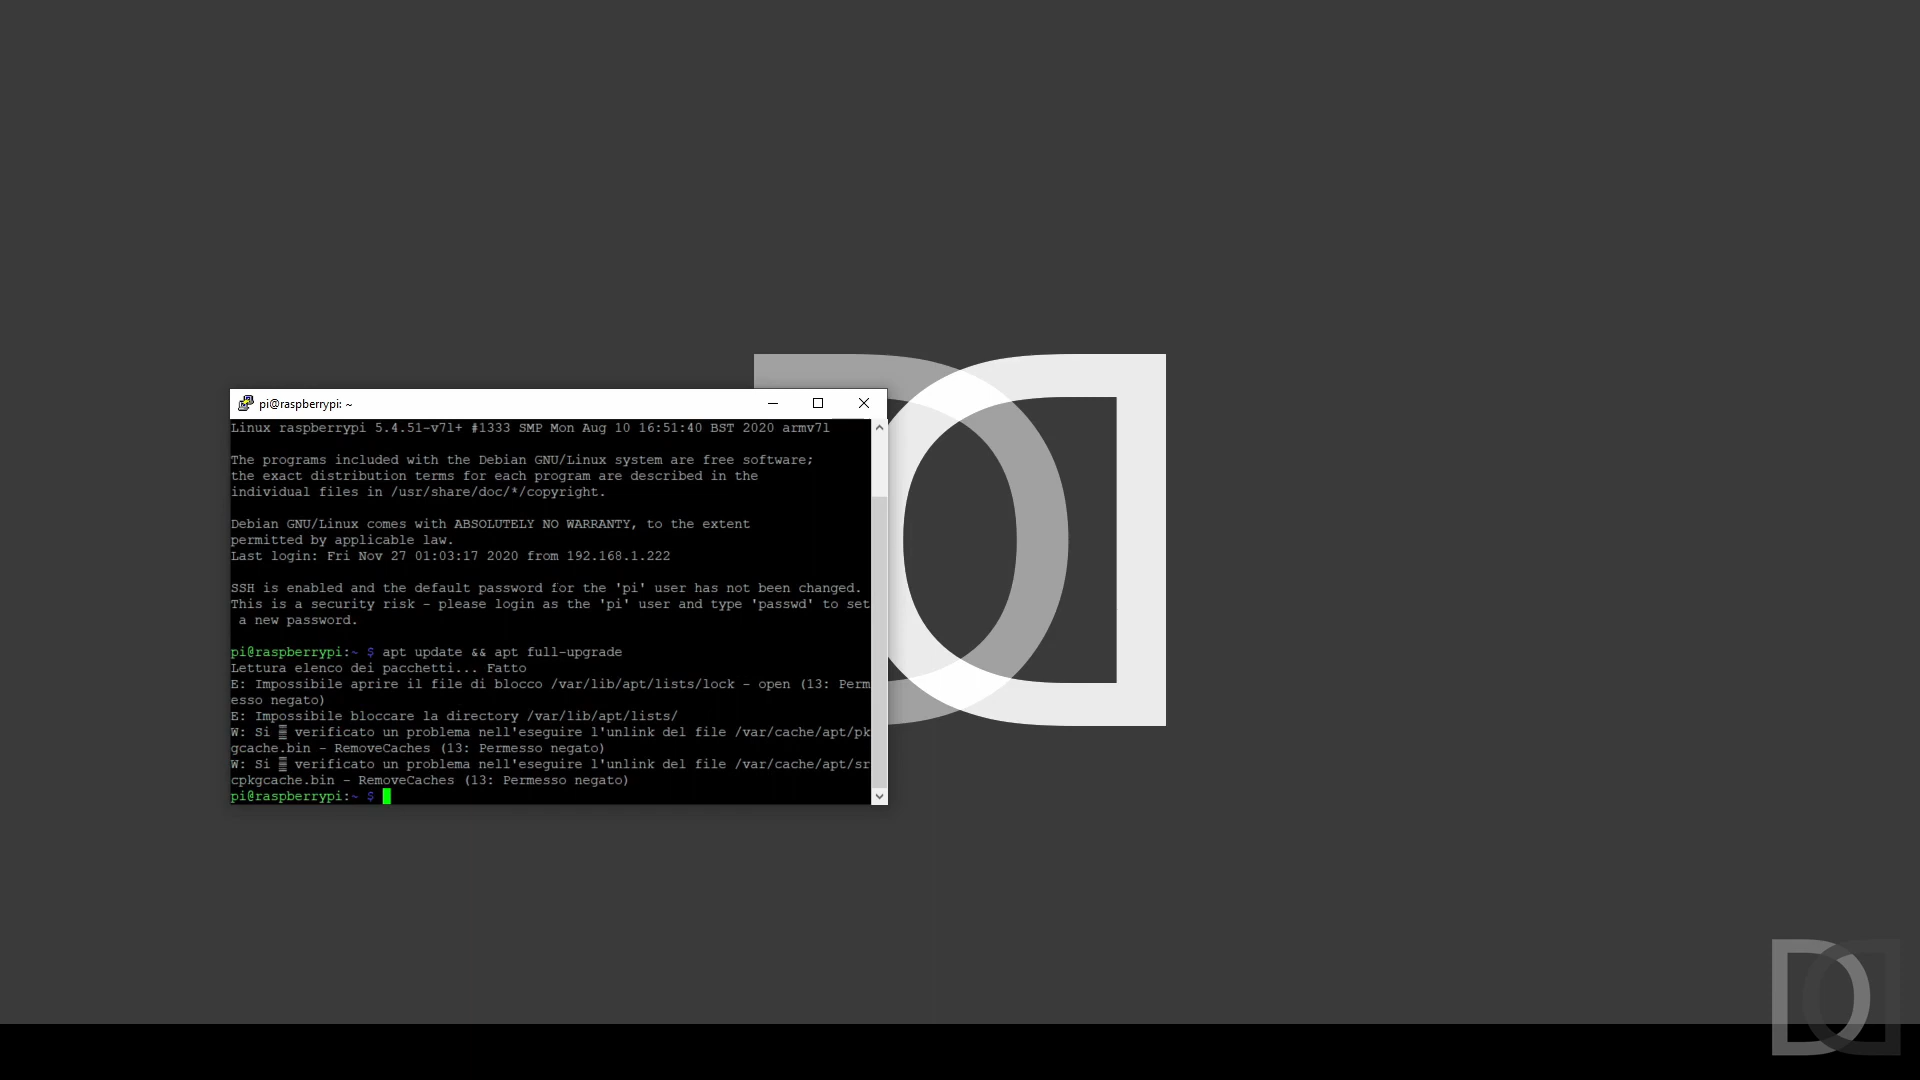 pi@raspberrypi: ~
Linux raspberrypi 5.4.51-v7l+ #1333 SMP Mon Aug 10 16:51:40 BST 2020 armv7l
The programs included with the Debian GNU/Linux system are free software;
the exact distribution terms for each program are described in the
individual files in /usr/share/doc/*/copyright.
Debian GNU/Linux comes with ABSOLUTELY NO WARRANTY, to the extent
permitted by applicable law.
Last login: Fri Nov 27 01:03:17 2020 from 192.168.1.222
SSH is enabled and the default password for the 'pi' user has not been changed.
This is a security risk - please login as the 'pi' user and type 'passwd' to set
a new password.
pi@raspberrypi:~ $ apt update && apt full-upgrade
Lettura elenco dei pacchetti... Fatto
E: Impossibile aprire il file di blocco /var/lib/apt/lists/lock - open (13: Perm
esso negato)
E: Impossibile bloccare la directory /var/lib/apt/lists/
W: Si verificato un problema nell'eseguire l'unlink del file /var/cache/apt/pk
gcache.bin - RemoveCaches (13: Permesso negato)
W: Si verificato un problema nell'eseguire l'unlink del file /var/cache/apt/sr
cpkgcache.bin - RemoveCaches (13: Permesso negato)
pi@raspberrypi:~ $